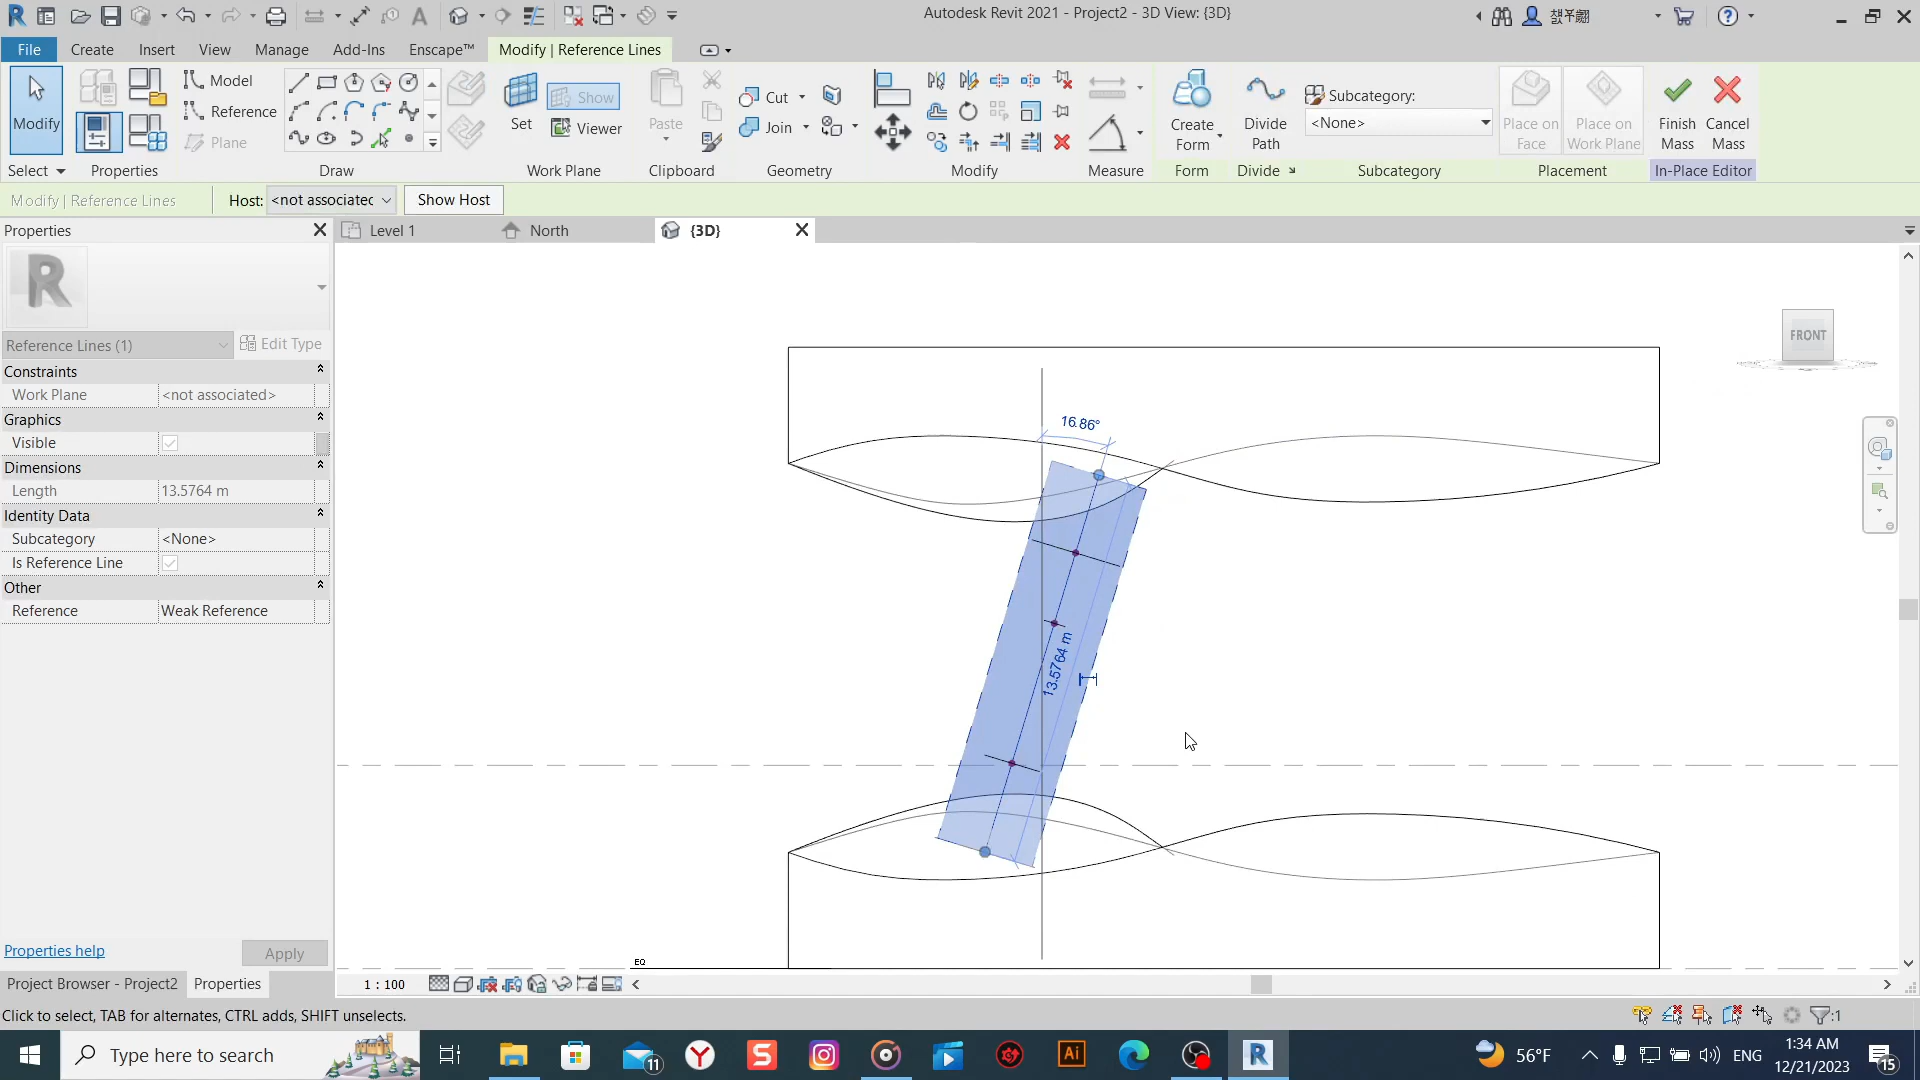 Autodesk Revit 2021 - Project2 - 3D View: {3D}
File Create Insert View Manage Add-Ins Enscape™ Modify | Reference Lines
Modify
Model
Reference
Plane
Set
Show
Viewer
Paste
Cut
Join
Create
Form
Divide
Path
Subcategory:
<None>
Place on
Face
Place on
Work Plane
Finish
Mass
Cancel
Mass
Select Properties Draw Work Plane Clipboard Geometry Modify Measure Form Divide Subcategory Placement In-Place Editor
Modify | Reference Lines Host: <not associatec Show Host
Properties
Level 1 North {3D}
R
Reference Lines (1) Edit Type
Constraints
Work Plane <not associated>
Graphics
Visible
Dimensions
Length 13.5764 m
Identity Data
Subcategory <None>
Is Reference Line
Other
Reference Weak Reference
FRONT
16.86°
13.5764 m
EQ
Properties help Apply
Project Browser - Project2 Properties
1 : 100
Click to select, TAB for alternates, CTRL adds, SHIFT unselects.
:1
Type here to search
11
Ai
56°F
ENG
1:34 AM
12/21/2023
15